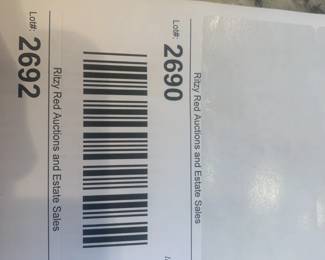 Ritzy Red Auctions and Estate Sales
Lot#: 2690
Ritzy Red Auctions and Estate Sales
Lot#: 2692